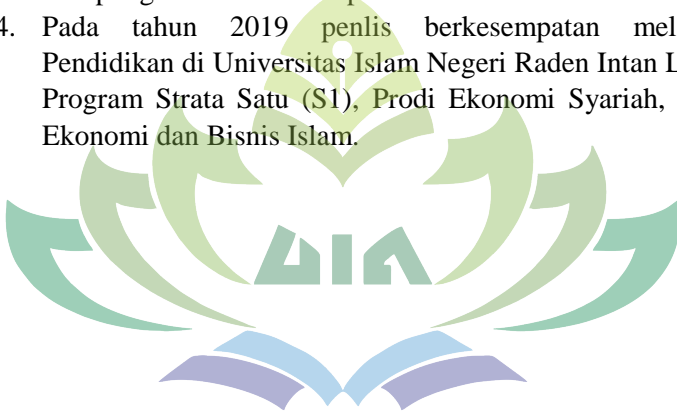 4. Pada tahun 2019 penlis berkesempatan mel
Pendidikan di Universitas Islam Negeri Raden Intan L
Program Strata Satu (S1), Prodi Ekonomi Syariah,
Ekonomi dan Bisnis Islam.
UIN